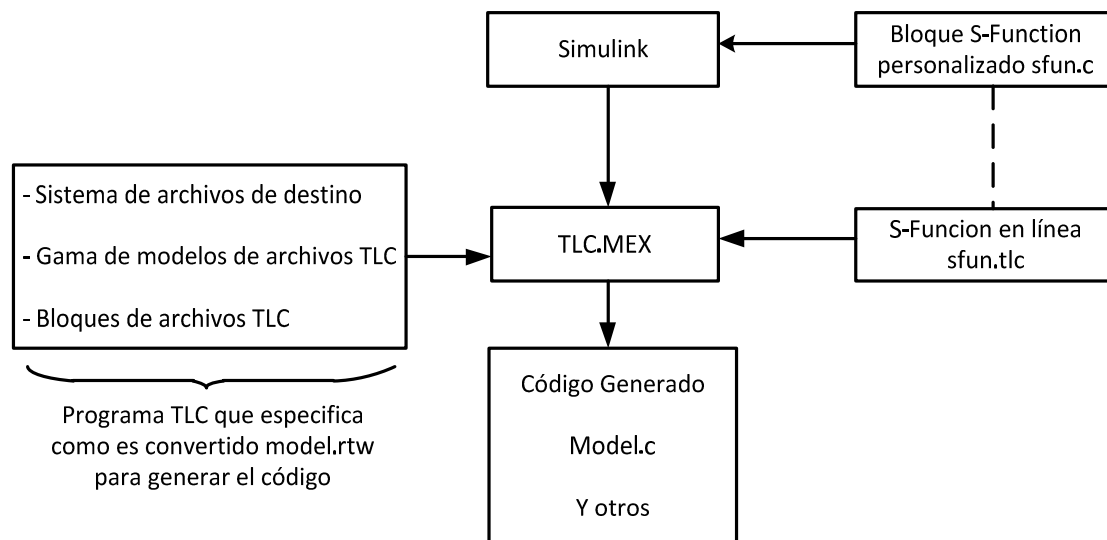 Simulink
Bloque S-Function
personalizado sfun.c
- Sistema de archivos de destino
- Gama de modelos de archivos TLC
- Bloques de archivos TLC
TLC.MEX
S-Funcion en línea
sfun.tlc
Programa TLC que especifica
como es convertido model.rtw
para generar el código
Código Generado
Model.c
Y otros